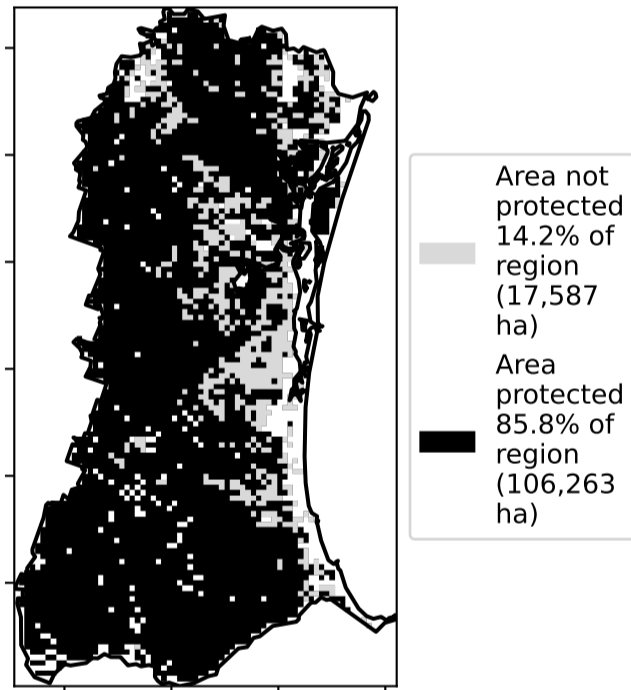 Area not
protected
14.2% of
region
(17,587
ha)
Area
protected
85.8% of
region
(106,263
ha)